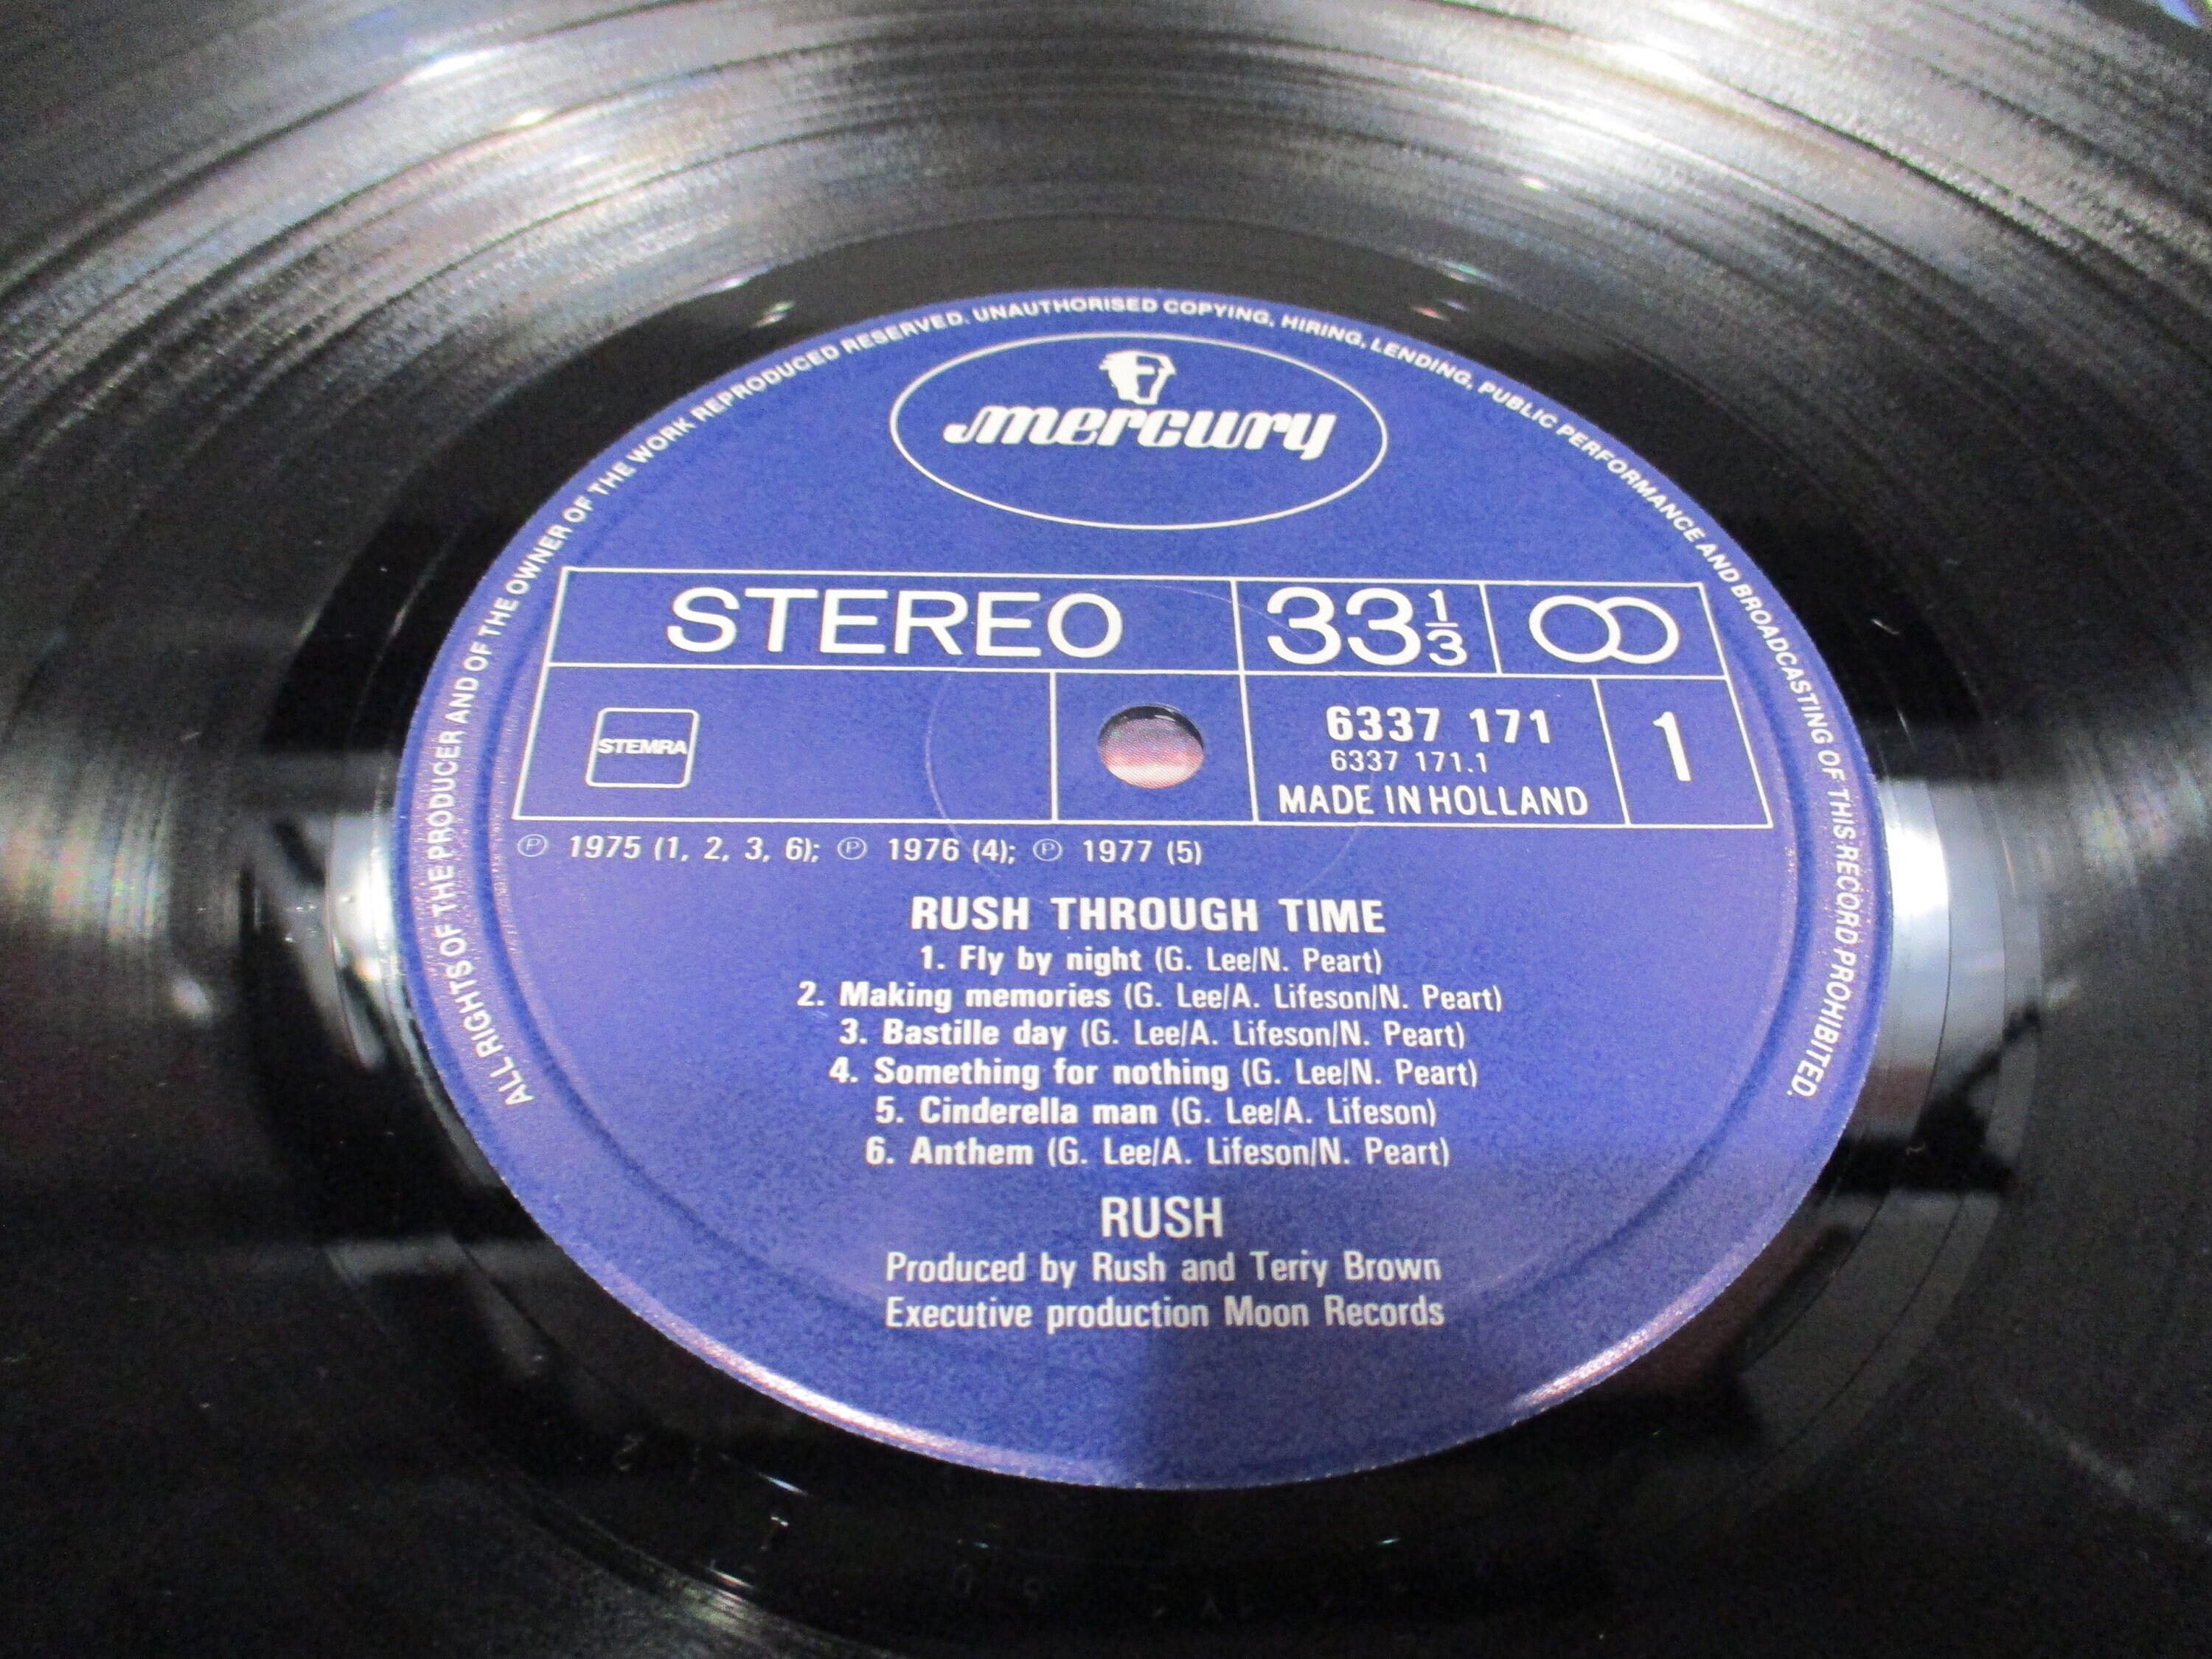 ALL RIGHTS OF THE PRODUCER AND OF THE OWNER OF THE WORK REPRODUCED RESERVED. UNAUTHORISED COPYING, HIRING, LENDING, PUBLIC PERFORMANCE AND BROADCASTING OF THIS RECORD PROHIBITED.
mercury
STEREO
33 1/3
STEMRA
6337 171
6337 171.1
MADE IN HOLLAND
1
℗ 1975 (1, 2, 3, 6); ℗ 1976 (4); ℗ 1977 (5)
RUSH THROUGH TIME
1. Fly by night (G. Lee/N. Peart)
2. Making memories (G. Lee/A. Lifeson/N. Peart)
3. Bastille day (G. Lee/A. Lifeson/N. Peart)
4. Something for nothing (G. Lee/N. Peart)
5. Cinderella man (G. Lee/A. Lifeson)
6. Anthem (G. Lee/A. Lifeson/N. Peart)
RUSH
Produced by Rush and Terry Brown
Executive production Moon Records